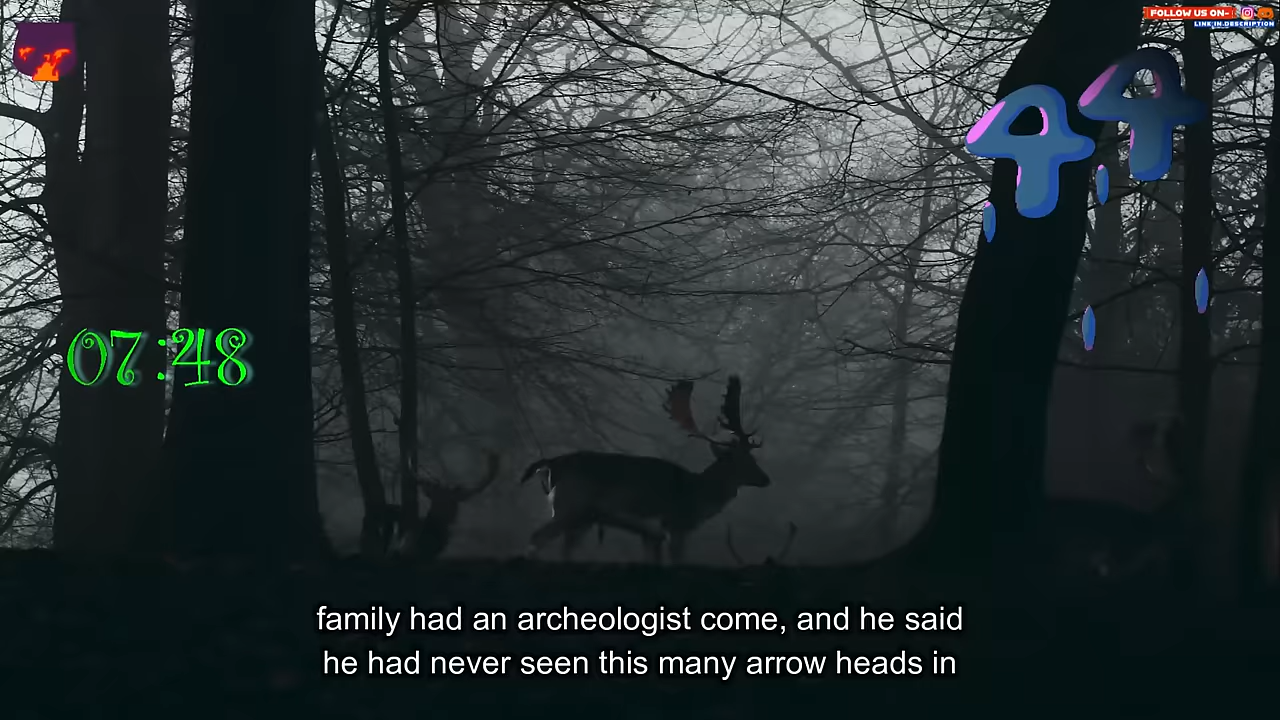 FOLLOW US ON-
LINK IN DESCRIPTION
44
07:48
family had an archeologist come, and he said
he had never seen this many arrow heads in